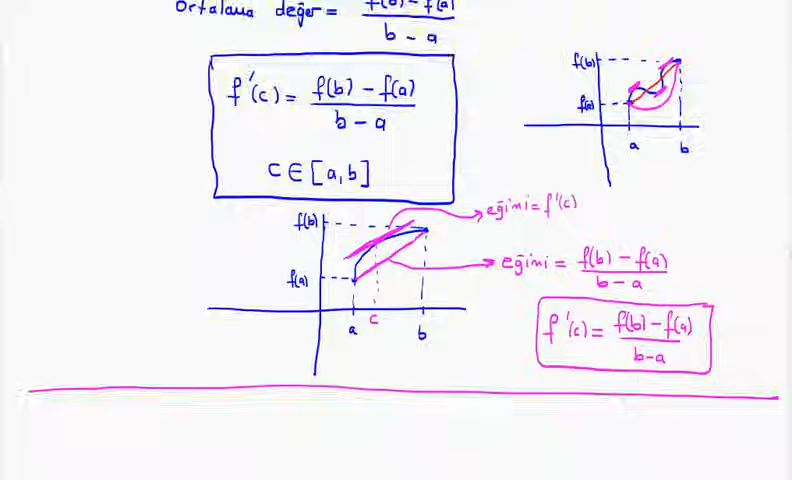 Ortalama değer = f(b) - f(a) / b - a
f'(c) = f(b) - f(a) / b - a
c ∈ [a, b]
f(b)
f(a)
a b
f(b)
f(a)
a c b
eğimi = f'(c)
eğimi = f(b) - f(a) / b - a
f'(c) = f(b) - f(a) / b - a